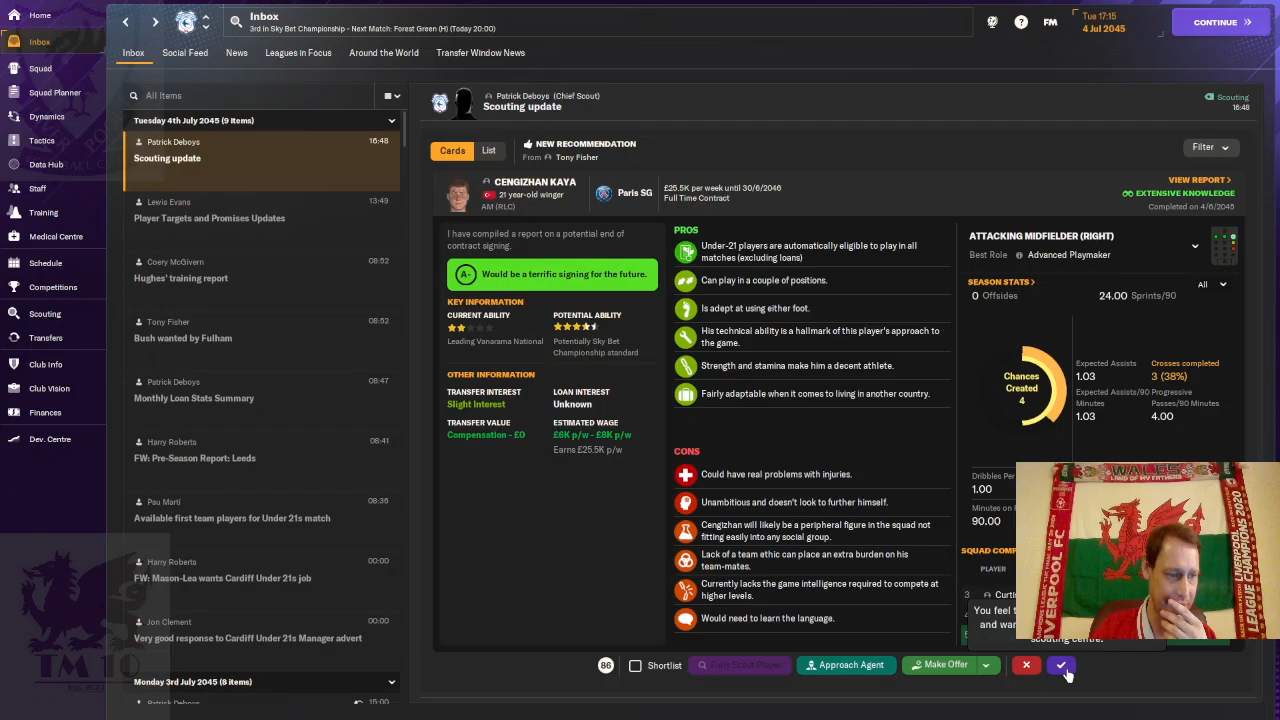 Home
Inbox
Squad
Squad Planner
Dynamics
Tactics
Data Hub
Staff
Training
Medical Centre
Schedule
Competitions
Scouting
Transfers
Club Info
Club Vision
Finances
Dev. Centre
TM10
Inbox
3rd in Sky Bet Championship - Next Match: Forest Green (H) (Today 20:00)
FM
Tue 17:15
4 Jul 2045
CONTINUE
Inbox
Social Feed
News
Leagues in Focus
Around the World
Transfer Window News
All Items
Tuesday 4th July 2045 (9 items)
Patrick Deboys 16:48
Scouting update
Lewis Evans 13:49
Player Targets and Promises Updates
Coery McGivern 08:52
Hughes' training report
Tony Fisher 08:52
Bush wanted by Fulham
Patrick Deboys 08:47
Monthly Loan Stats Summary
Harry Roberts 08:41
FW: Pre-Season Report: Leeds
Pau Martí 08:36
Available first team players for Under 21s match
Harry Roberts 00:00
FW: Mason-Lea wants Cardiff Under 21s job
Jon Clement 00:00
Very good response to Cardiff Under 21s Manager advert
Monday 3rd July 2045 (8 items)
Patrick Deboys 15:00
Patrick Deboys (Chief Scout)
Scouting update
Scouting
16:48
Cards
List
NEW RECOMMENDATION
From Tony Fisher
Filter
CENGIZHAN KAYA
21 year-old winger
AM (RLC)
Paris SG
£25.5K per week until 30/6/2046
Full Time Contract
VIEW REPORT >
EXTENSIVE KNOWLEDGE
Completed on 4/6/2045
I have compiled a report on a potential end of
contract signing.
A- Would be a terrific signing for the future.
KEY INFORMATION
CURRENT ABILITY
Leading Vanarama National
POTENTIAL ABILITY
Potentially Sky Bet
Championship standard
OTHER INFORMATION
TRANSFER INTEREST
Slight Interest
LOAN INTEREST
Unknown
TRANSFER VALUE
Compensation - £0
ESTIMATED WAGE
£6K p/w - £8K p/w
Earns £25.5K p/w
PROS
Under-21 players are automatically eligible to play in all
matches (excluding loans)
Can play in a couple of positions.
Is adept at using either foot.
His technical ability is a hallmark of this player's approach to
the game.
Strength and stamina make him a decent athlete.
Fairly adaptable when it comes to living in another country.
CONS
Could have real problems with injuries.
Unambitious and doesn't look to further himself.
Cengizhan will likely be a peripheral figure in the squad not
fitting easily into any social group.
Lack of a team ethic can place an extra burden on his
team-mates.
Currently lacks the game intelligence required to compete at
higher levels.
Would need to learn the language.
ATTACKING MIDFIELDER (RIGHT)
Best Role Advanced Playmaker
SEASON STATS >
All
0 Offsides
24.00 Sprints/90
Chances
Created
4
Expected Assists
1.03
Crosses completed
3 (38%)
Expected Assists/90
Minutes
1.03
Progressive
Passes/90 Minutes
4.00
Dribbles Per
1.00
Minutes on
90.00
SQUAD COMP
PLAYER
3 Curtis
You feel
and
scouting centre.
WALES
LAND OF MY FATHERS
LIVERPOOL FC
LIVERPOOL
LEAGUE CHAMPIONS 2020
86
Shortlist
Fully Scout Player
Approach Agent
Make Offer